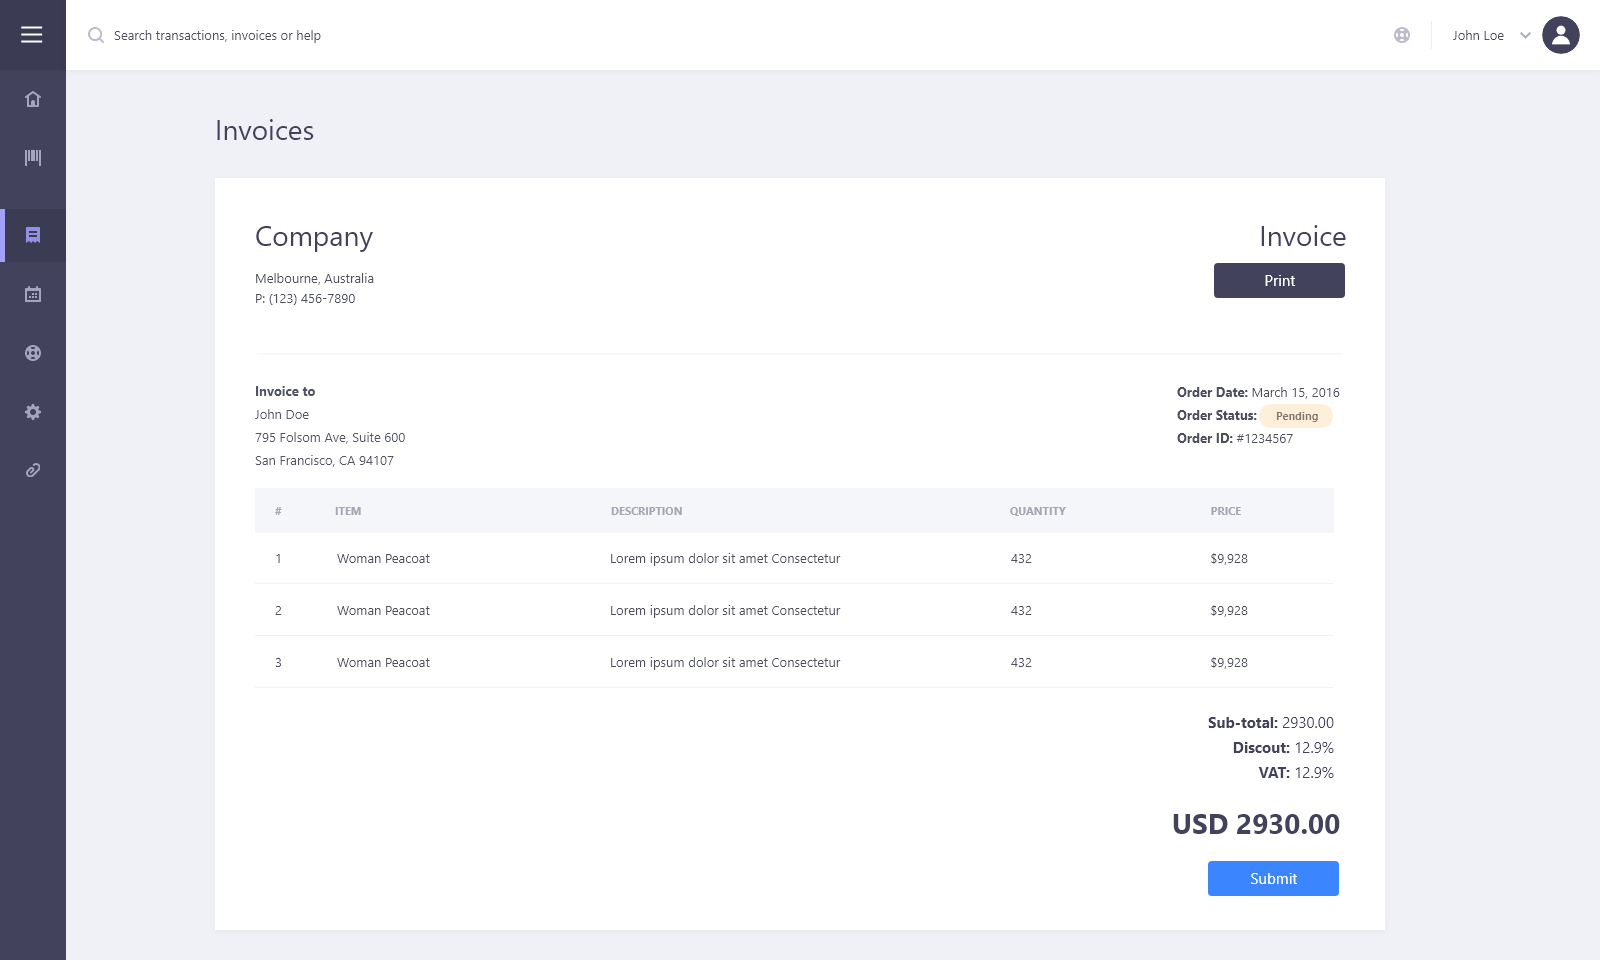 Search transactions, invoices or help
John Loe
Invoices
Company
Invoice
Melbourne, Australia
P: (123) 456-7890
Print
Invoice to
John Doe
795 Folsom Ave, Suite 600
San Francisco, CA 94107
Order Date: March 15, 2016
Order Status: Pending
Order ID: #1234567
# ITEM DESCRIPTION QUANTITY PRICE
1 Woman Peacoat Lorem ipsum dolor sit amet Consectetur 432 $9,928
2 Woman Peacoat Lorem ipsum dolor sit amet Consectetur 432 $9,928
3 Woman Peacoat Lorem ipsum dolor sit amet Consectetur 432 $9,928
Sub-total: 2930.00
Discout: 12.9%
VAT: 12.9%
USD 2930.00
Submit